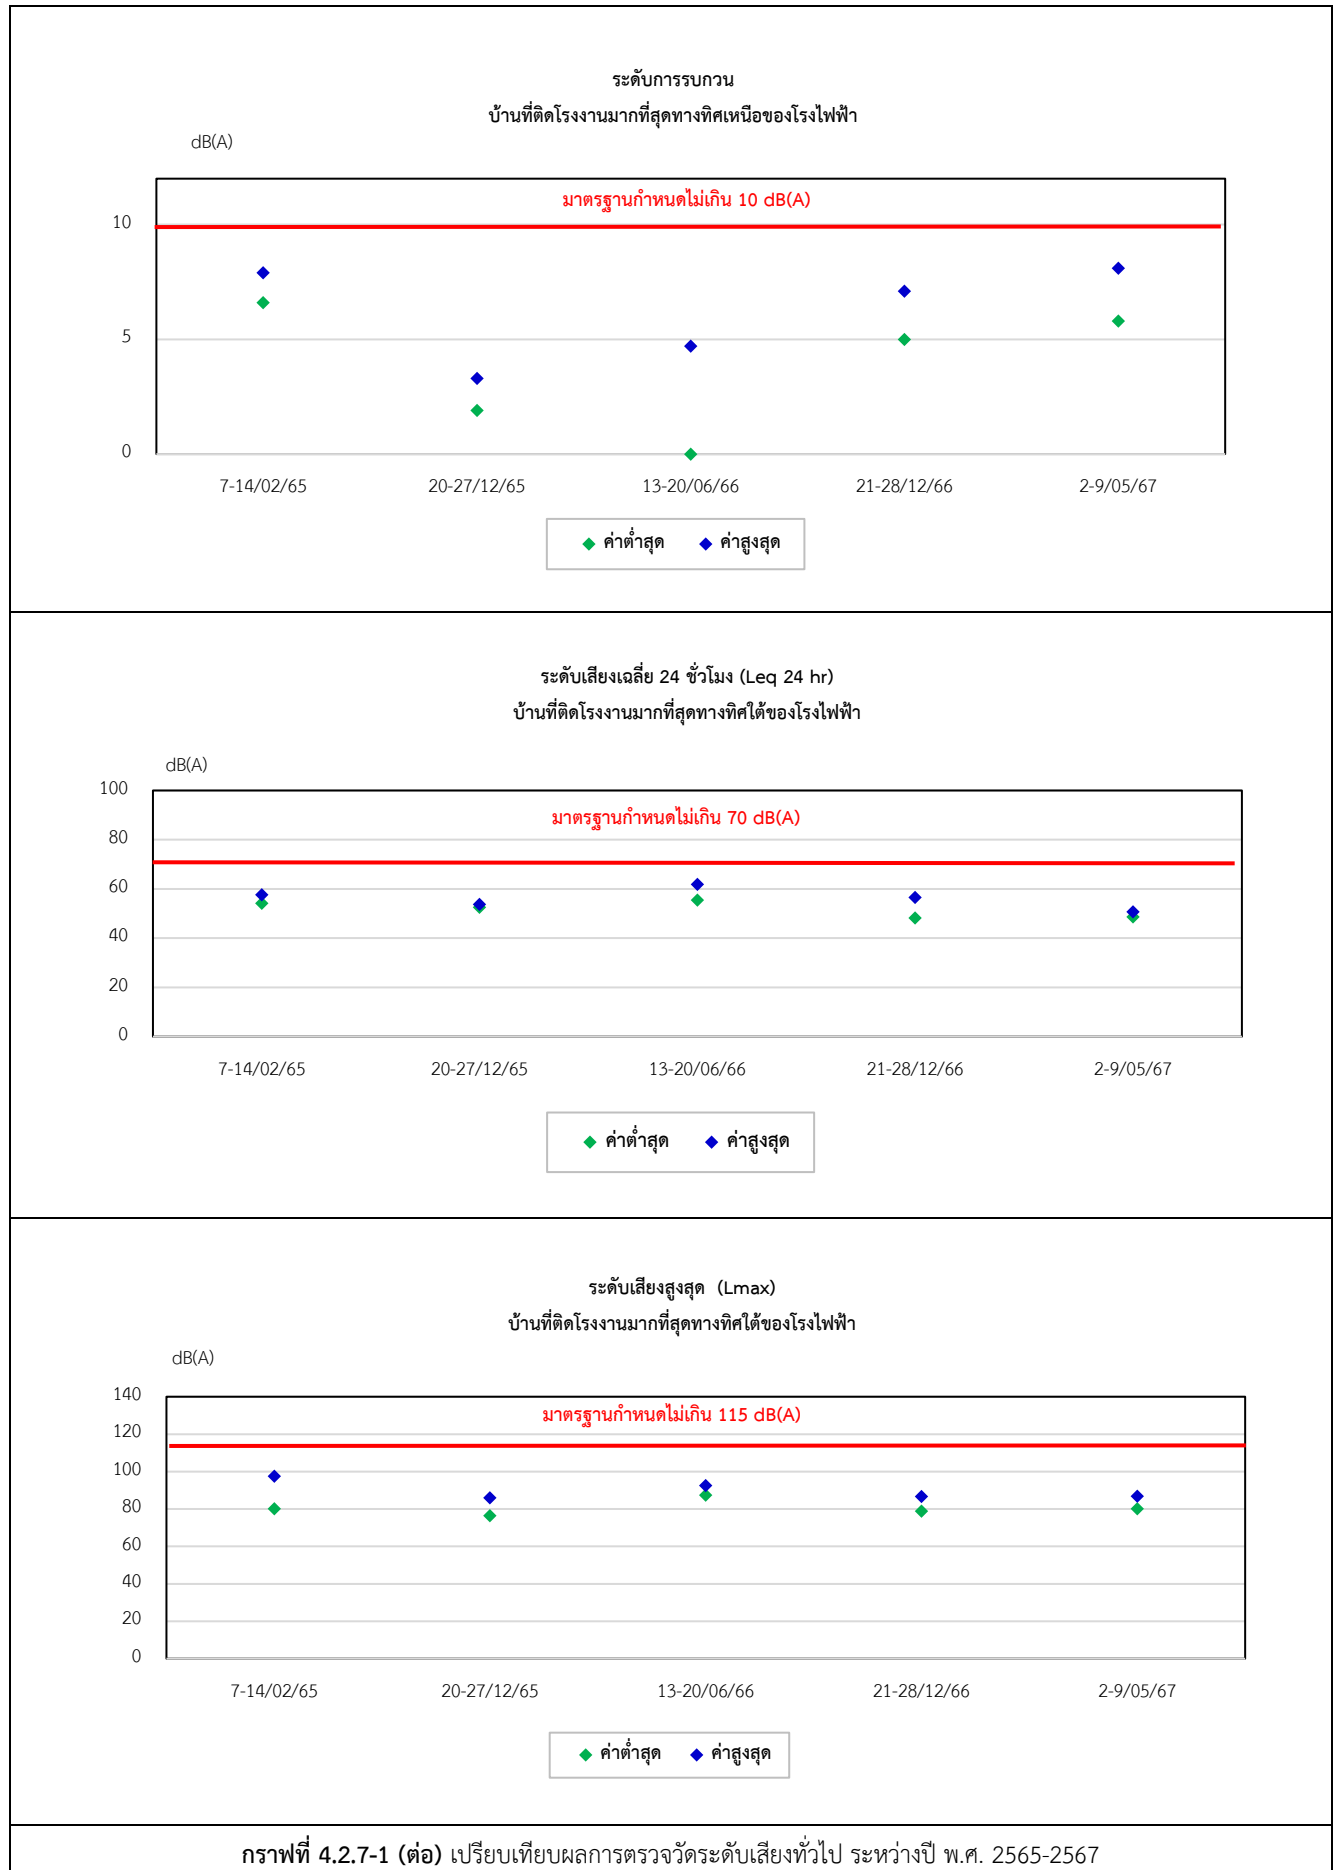 ระดับการรบกวน
บ้านที่ติดโรงงานมากที่สุดทางทิศเหนือของโรงไฟฟ้า
dB(A)
มาตรฐานกำหนดไม่เกิน 10 dB(A)
10
5
0
7-14/02/65 20-27/12/65 13-20/06/66 21-28/12/66 2-9/05/67
ค่าต่ำสุด ค่าสูงสุด
ระดับเสียงเฉลี่ย 24 ชั่วโมง (Leq 24 hr)
บ้านที่ติดโรงงานมากที่สุดทางทิศใต้ของโรงไฟฟ้า
dB(A)
100
มาตรฐานกำหนดไม่เกิน 70 dB(A)
80
60
40
20
0
7-14/02/65 20-27/12/65 13-20/06/66 21-28/12/66 2-9/05/67
ค่าต่ำสุด ค่าสูงสุด
ระดับเสียงสูงสุด (Lmax)
บ้านที่ติดโรงงานมากที่สุดทางทิศใต้ของโรงไฟฟ้า
dB(A)
140
มาตรฐานกำหนดไม่เกิน 115 dB(A)
120
100
80
60
40
20
0
7-14/02/65 20-27/12/65 13-20/06/66 21-28/12/66 2-9/05/67
ค่าต่ำสุด ค่าสูงสุด
กราฟที่ 4.2.7-1 (ต่อ) เปรียบเทียบผลการตรวจวัดระดับเสียงทั่วไป ระหว่างปี พ.ศ. 2565-2567